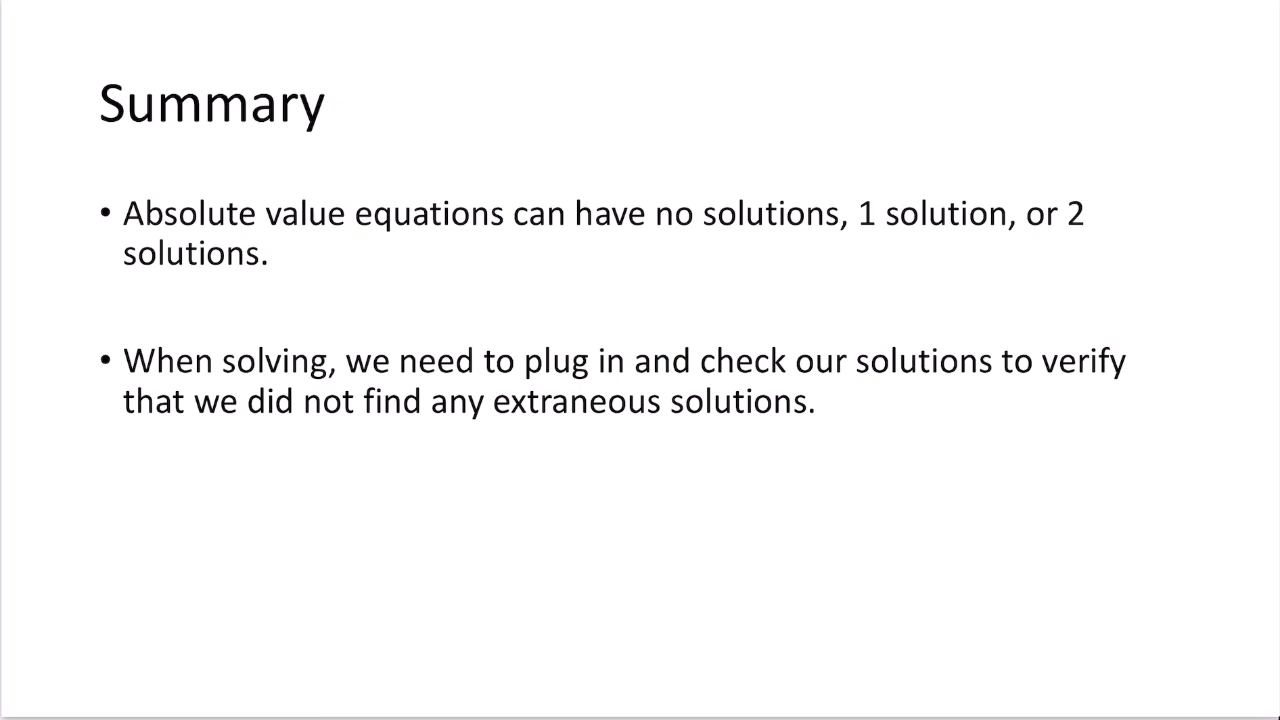 Summary
• Absolute value equations can have no solutions, 1 solution, or 2
solutions.
• When solving, we need to plug in and check our solutions to verify
that we did not find any extraneous solutions.